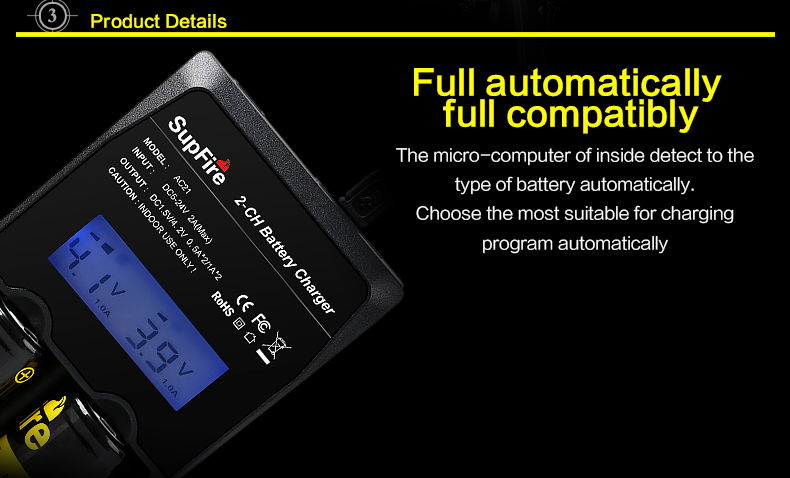 3
Product Details
Full automatically
full compatibly
The micro-computer of inside detect to the
type of battery automatically.
Choose the most suitable for charging
program automatically
SupFire
2-CH Battery Charger
MODEL : AC21
INPUT : DC5-24V 2A(Max)
OUTPUT : DC1.5V/4.2V 0.5A*2/1A*2
CAUTION : INDOOR USE ONLY !
RoHS CE FC
4.1V
1.0A
3.9V
1.0A
re